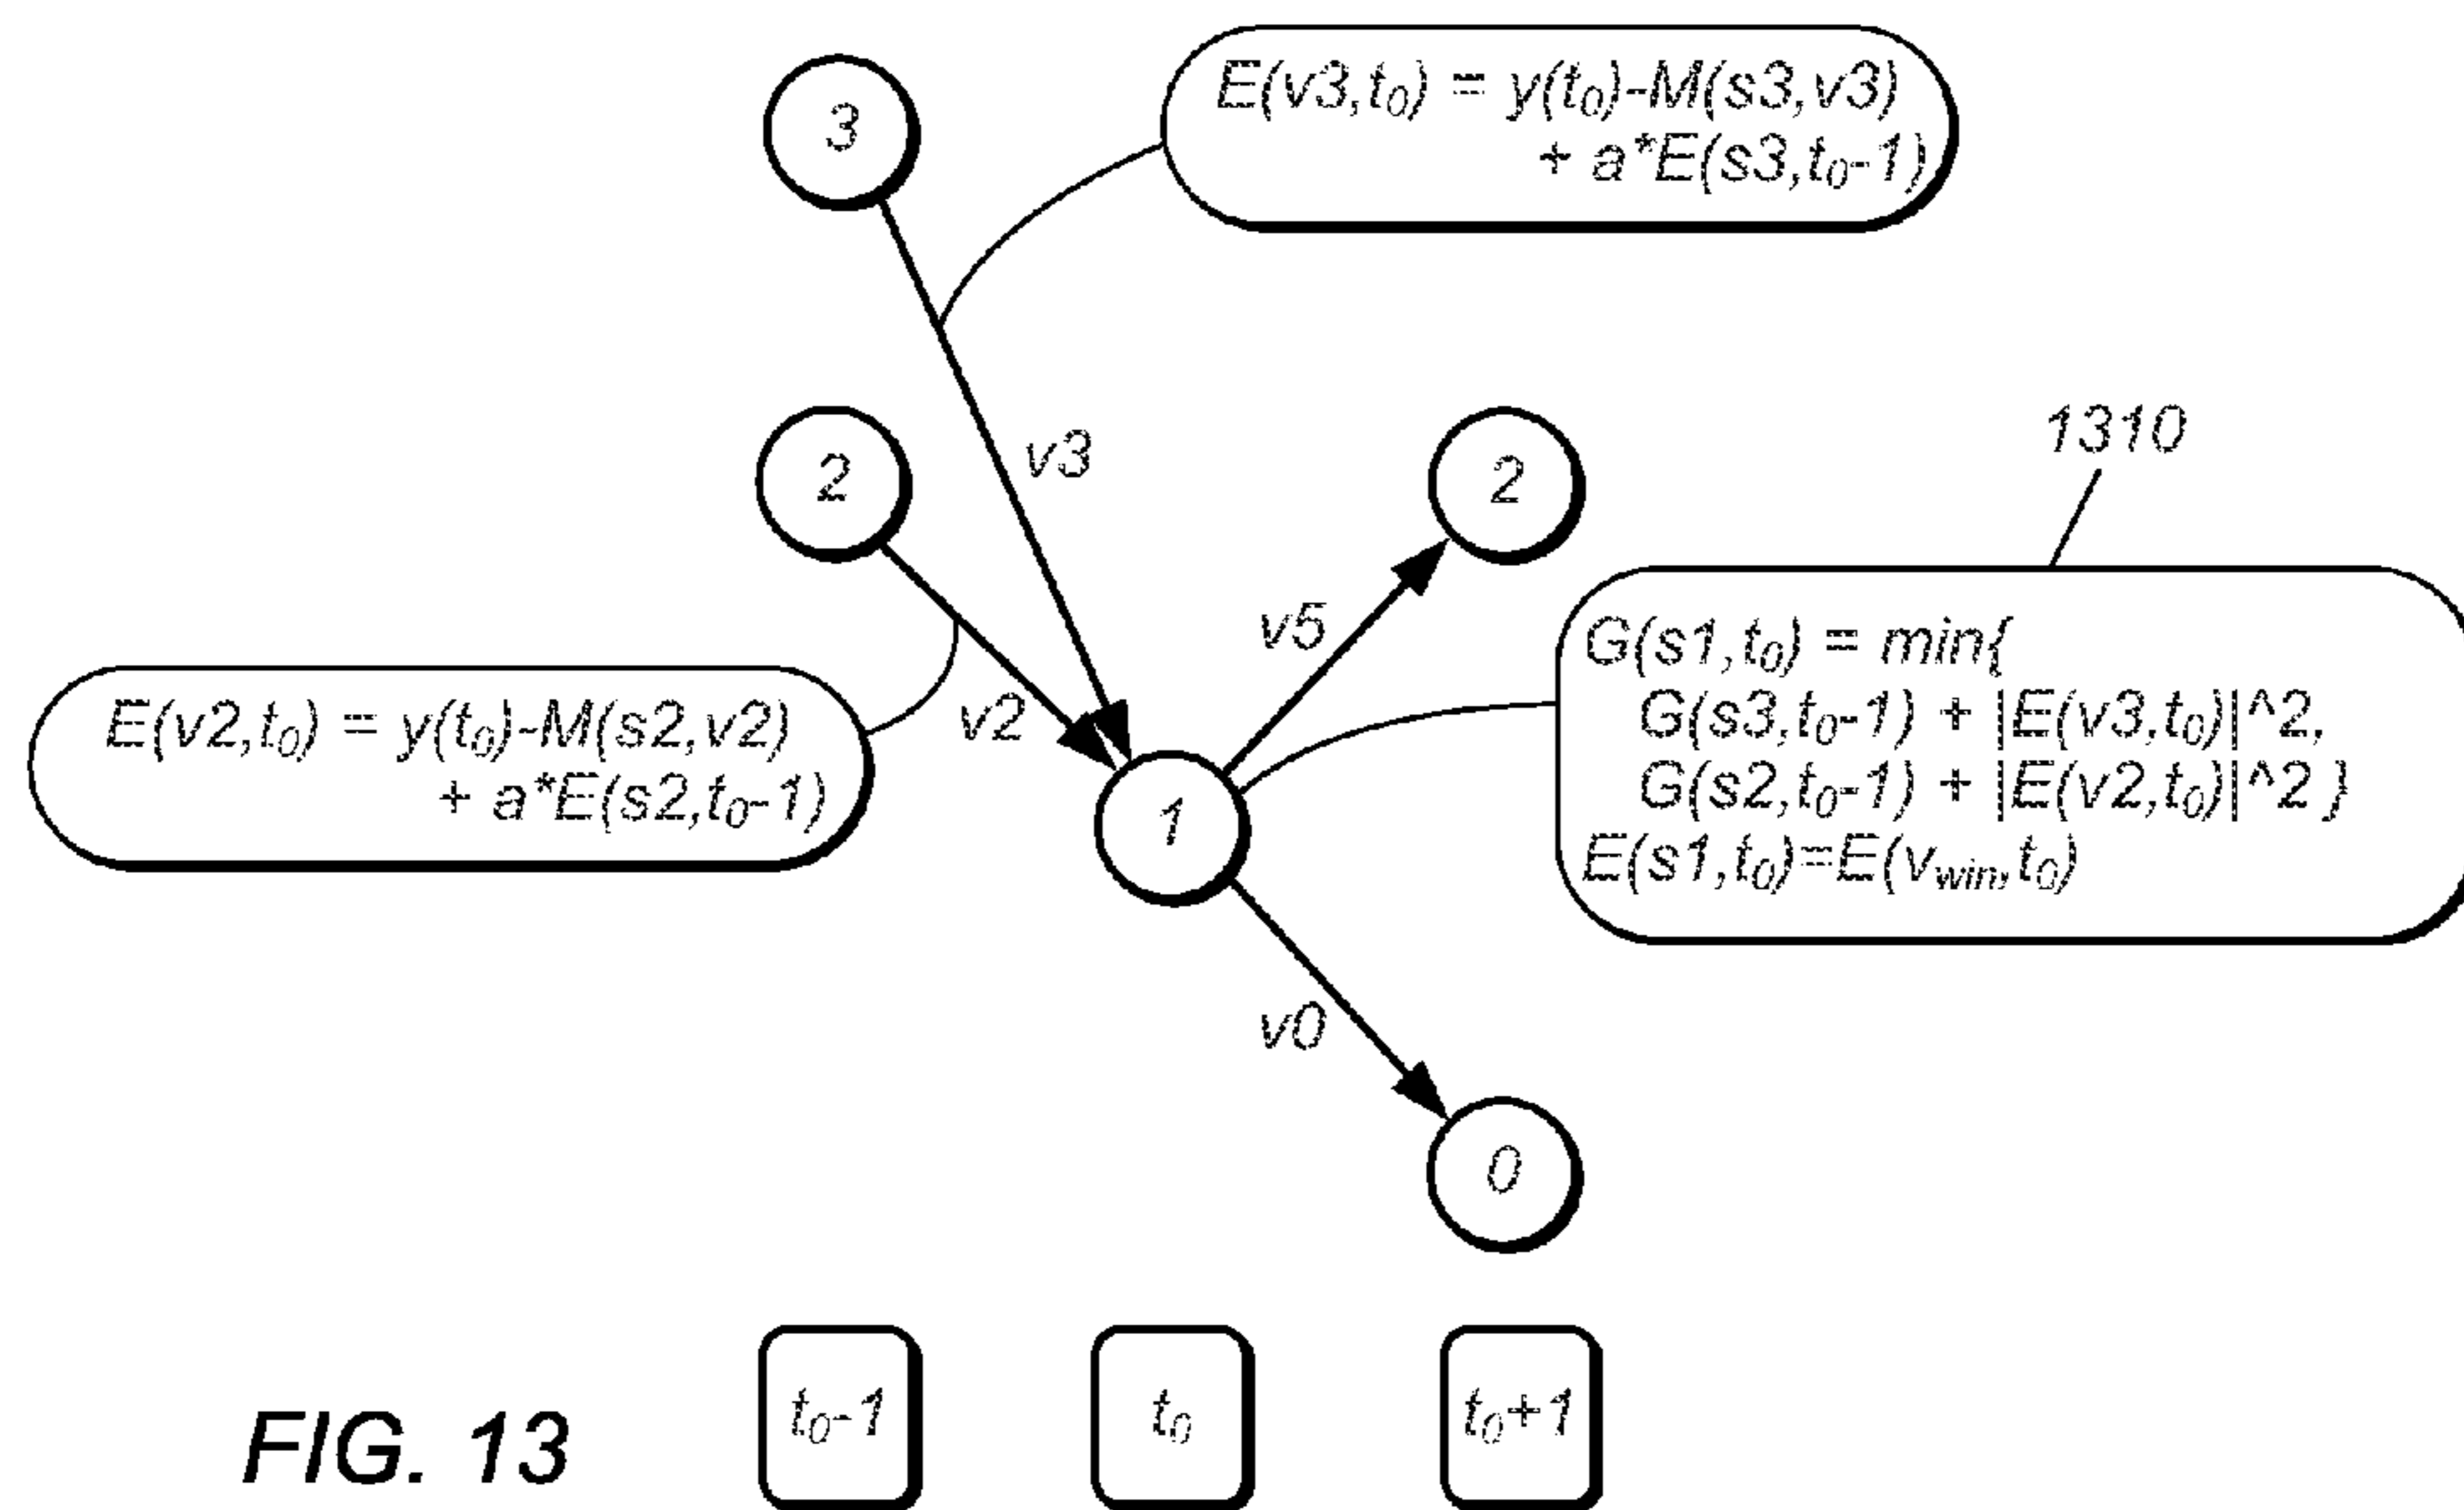 3
E(v3,t₀) = y(t₀)-M(s3,v3)
+ a*E(s3,t₀-1)
2
v3
2
1310
v5
E(v2,t₀) = y(t₀)-M(s2,v2)
+ a*E(s2,t₀-1)
v2
1
G(s1,t₀) = min{
G(s3,t₀-1) + |E(v3,t₀)|^2,
G(s2,t₀-1) + |E(v2,t₀)|^2 }
E(s1,t₀)=E(v_win,t₀)
v0
0
t₀-1
t₀
t₀+1
FIG. 13